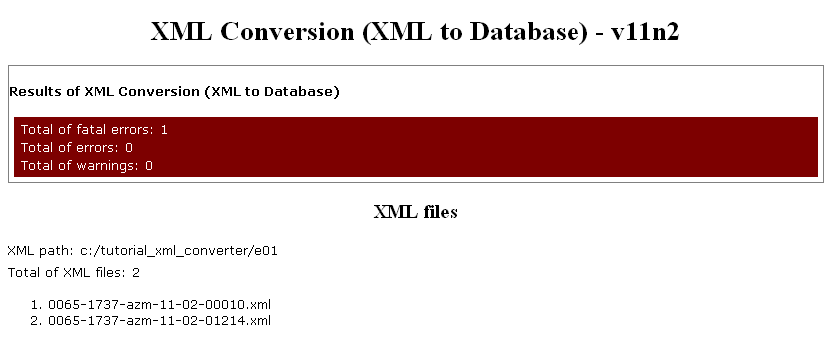 XML Conversion (XML to Database) - v11n2
Results of XML Conversion (XML to Database)
Total of fatal errors: 1
Total of errors: 0
Total of warnings: 0
XML files
XML path: c:/tutorial_xml_converter/e01
Total of XML files: 2
1. 0065-1737-azm-11-02-00010.xml
2. 0065-1737-azm-11-02-01214.xml